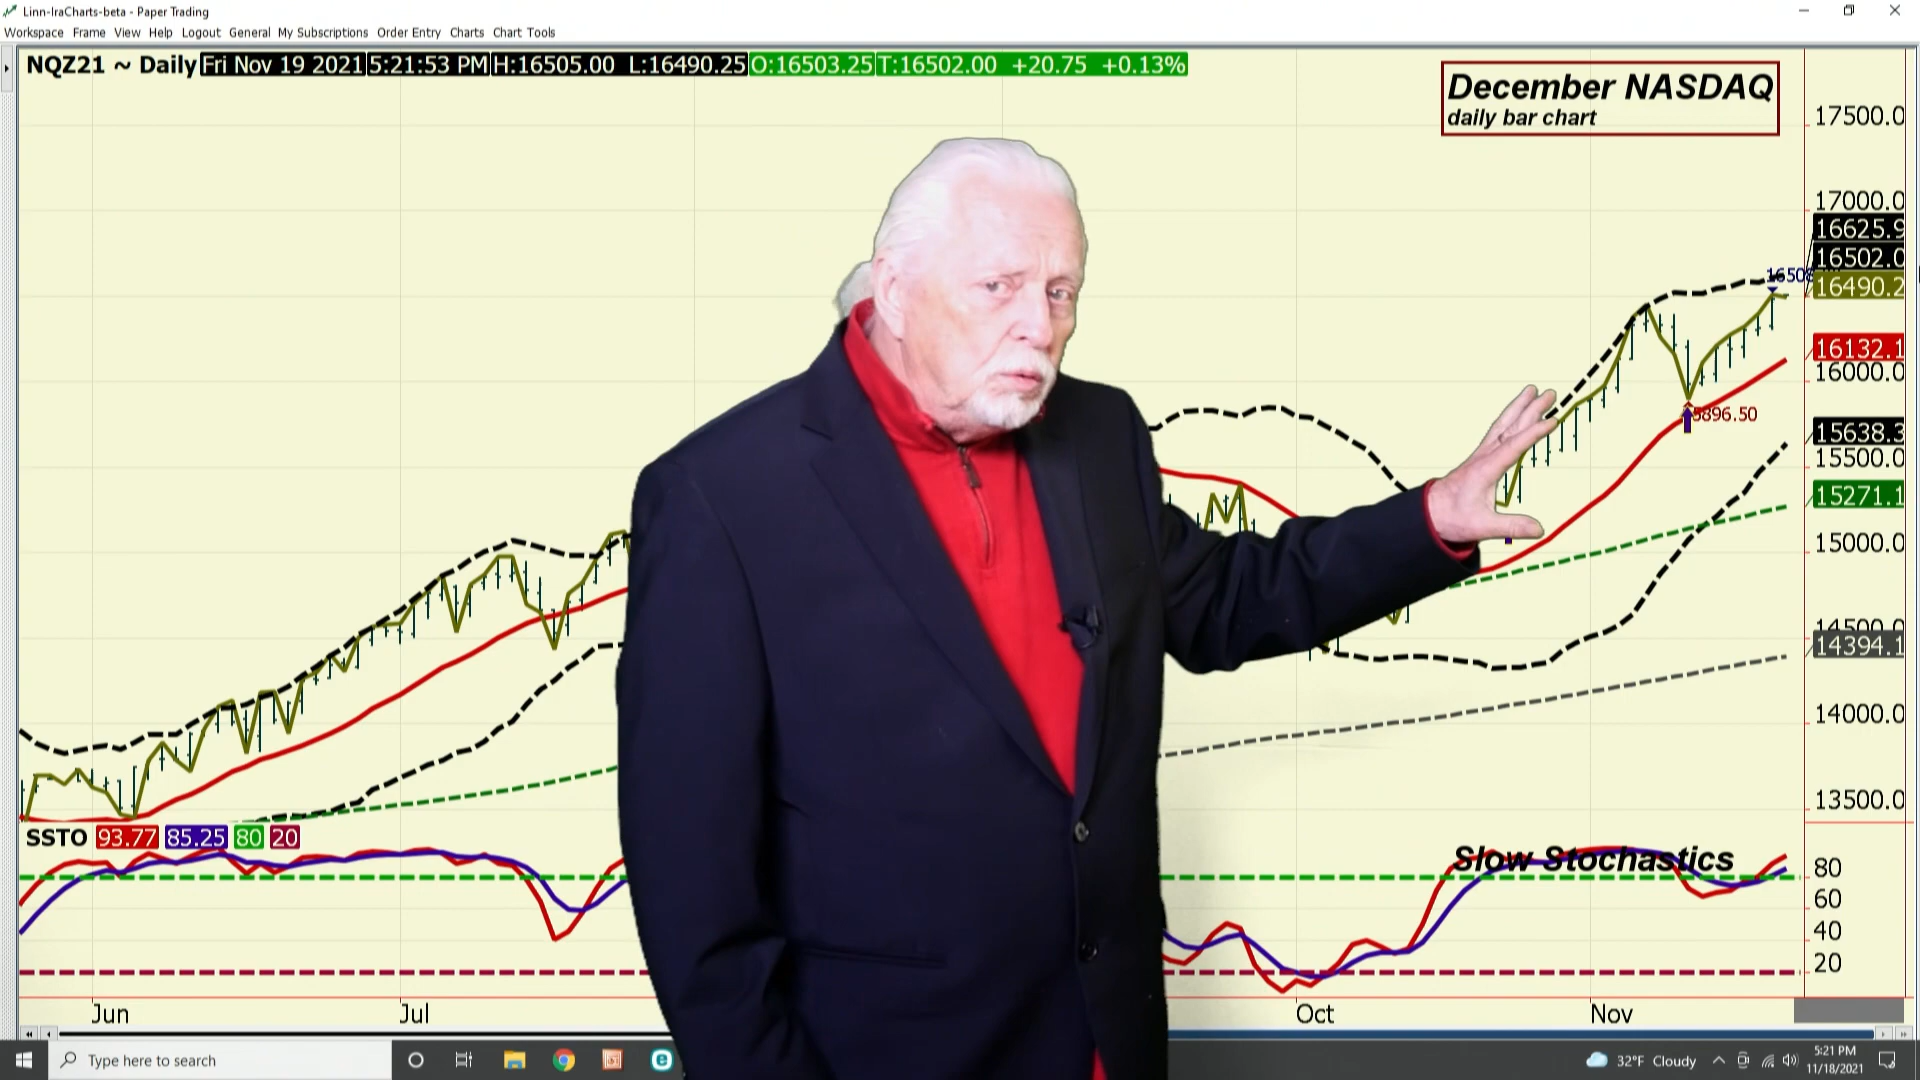 Linn-IraCharts-beta - Paper Trading
Workspace Frame View Help Logout General My Subscriptions Order Entry Charts Chart Tools
NQZ21 ~ Daily Fri Nov 19 2021 5:21:53 PM H:16505.00 L:16490.25 O:16503.25 T:16502.00 +20.75 +0.13%
December NASDAQ
daily bar chart
17500.0
17000.0
16625.9
16502.0
16508
16490.2
16132.1
16000.0
5896.50
15638.3
15500.0
15271.1
15000.0
14500.0
14394.1
14000.0
13500.0
SSTO 93.77 85.25 80 20
Slow Stochastics
80
60
40
20
Jun Jul Oct Nov
Type here to search
32°F Cloudy
5:21 PM
11/18/2021